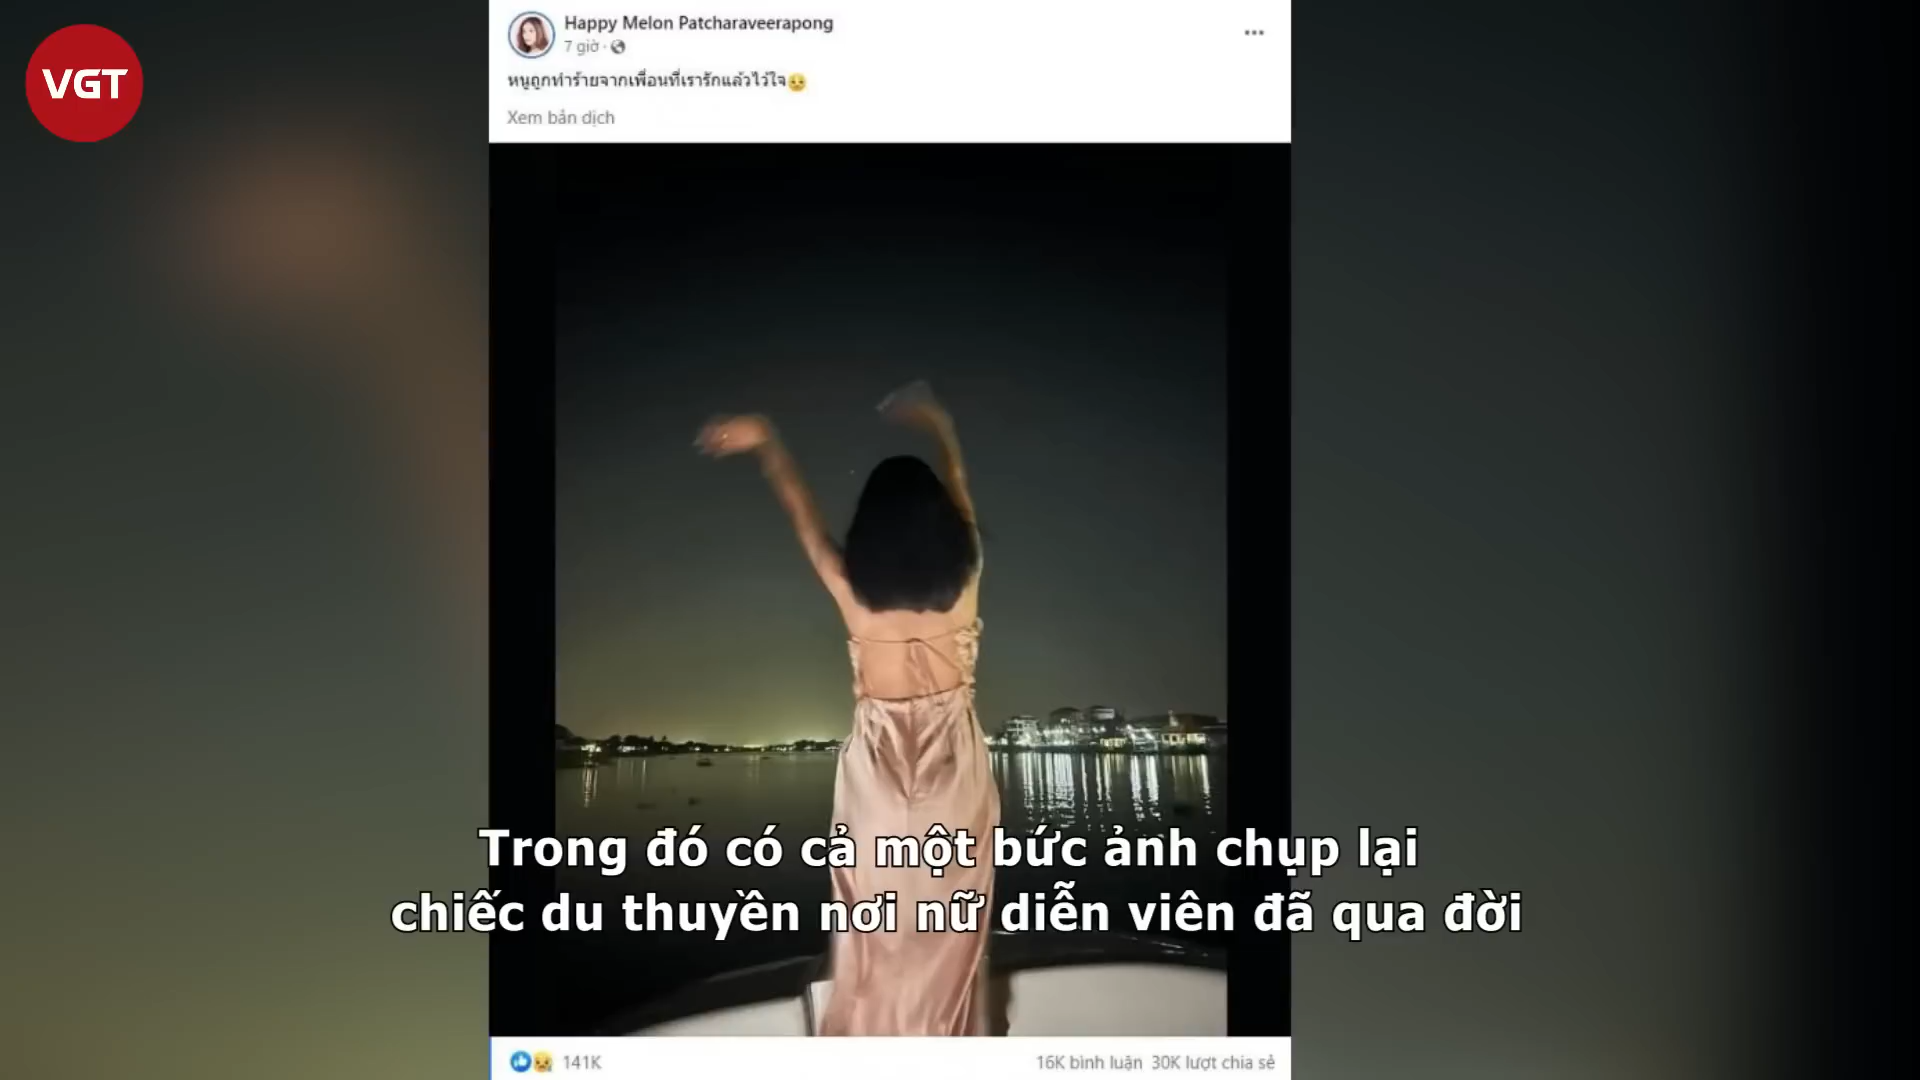 VGT
Happy Melon Patcharaveerapong
7 giờ
หนูถูกทำร้ายจากเพื่อนที่เรารักแล้วไว้ใจ
Xem bản dịch
Trong đó có cả một bức ảnh chụp lại
chiếc du thuyền nơi nữ diễn viên đã qua đời
141K
16K bình luận 30K lượt chia sẻ